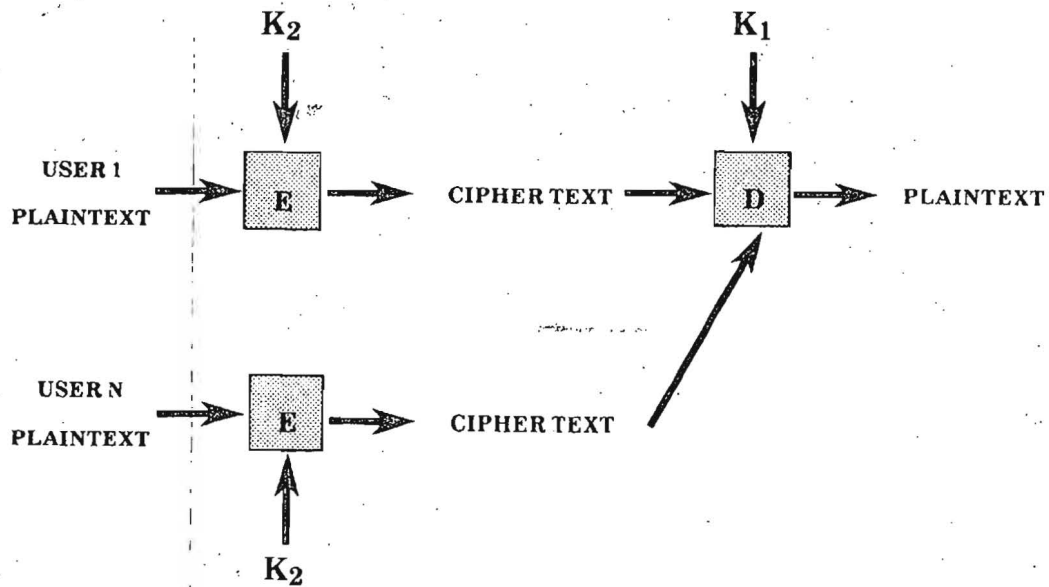 K2
K1
USER 1
PLAINTEXT
E
CIPHER TEXT
D
PLAINTEXT
USER N
PLAINTEXT
E
CIPHER TEXT
K2